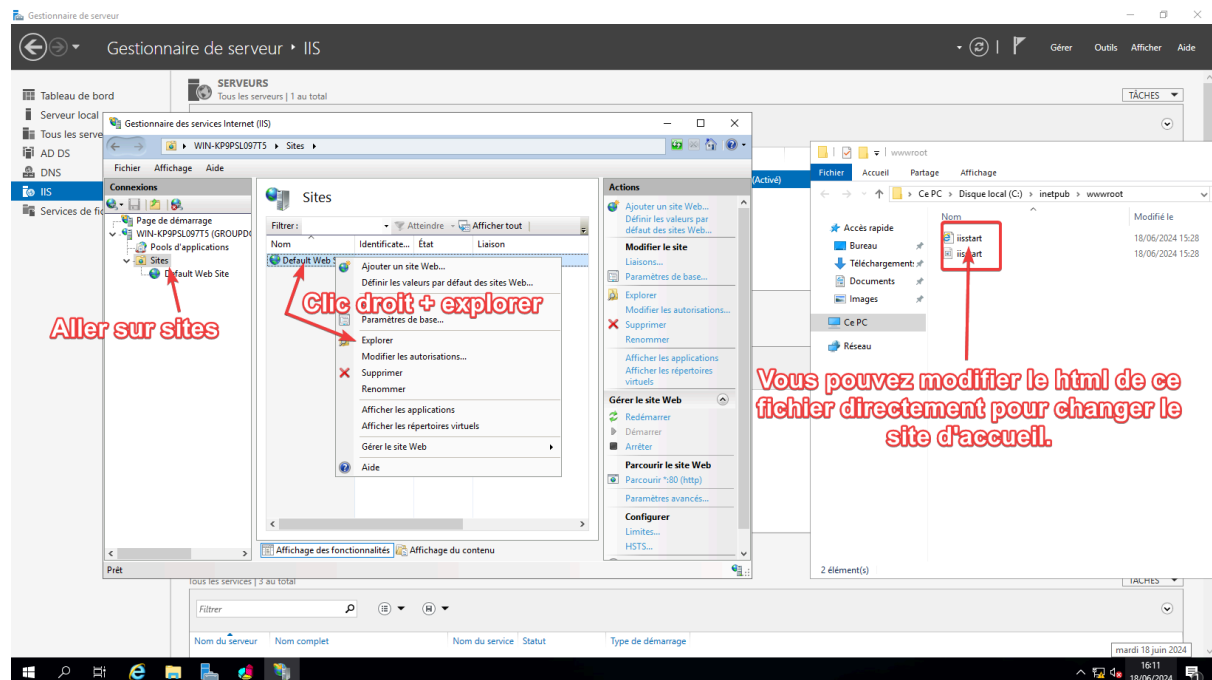 Gestionnaire de serveur
Gestionnaire de serveur ‣ IIS
Gérer Outils Afficher Aide
Tableau de bord
Serveur local
Tous les serve
AD DS
DNS
IIS
Services de fic
SERVEURS
Tous les serveurs | 1 au total
TÂCHES
(Activé)
Gestionnaire des services Internet (IIS)
WIN-KP9PSL097T5 ▸ Sites ▸
Fichier Affichage Aide
Connexions
Page de démarrage
WIN-KP9PSL097T5 (GROUPD
Pools d'applications
Sites
Default Web Site
Aller sur sites
Sites
Filtrer : Atteindre Afficher tout
Nom Identificate... État Liaison
Default Web S
Ajouter un site Web...
Définir les valeurs par défaut des sites Web...
Clic droit + explorer
Paramètres de base...
Explorer
Modifier les autorisations...
Supprimer
Renommer
Afficher les applications
Afficher les répertoires virtuels
Gérer le site Web
Aide
Affichage des fonctionnalités Affichage du contenu
Prêt
Actions
Ajouter un site Web...
Définir les valeurs par
défaut des sites Web...
Modifier le site
Liaisons...
Paramètres de base...
Explorer
Modifier les autorisations...
Supprimer
Renommer
Afficher les applications
Afficher les répertoires
virtuels
Gérer le site Web
Redémarrer
Démarrer
Arrêter
Parcourir le site Web
Parcourir *:80 (http)
Paramètres avancés...
Configurer
Limites...
HSTS...
wwwroot
Fichier Accueil Partage Affichage
Ce PC > Disque local (C:) > inetpub > wwwroot
Nom Modifié le
Accès rapide
Bureau
Téléchargement:
Documents
Images
Ce PC
Réseau
iisstart 18/06/2024 15:28
iisstart 18/06/2024 15:28
Vous pouvez modifier le html de ce
fichier directement pour changer le
site d'accueil.
2 élément(s)
Tous les services | 3 au total
TÂCHES
Filtrer
Nom du serveur Nom complet Nom du service Statut Type de démarrage
mardi 18 juin 2024
16:11
18/06/2024